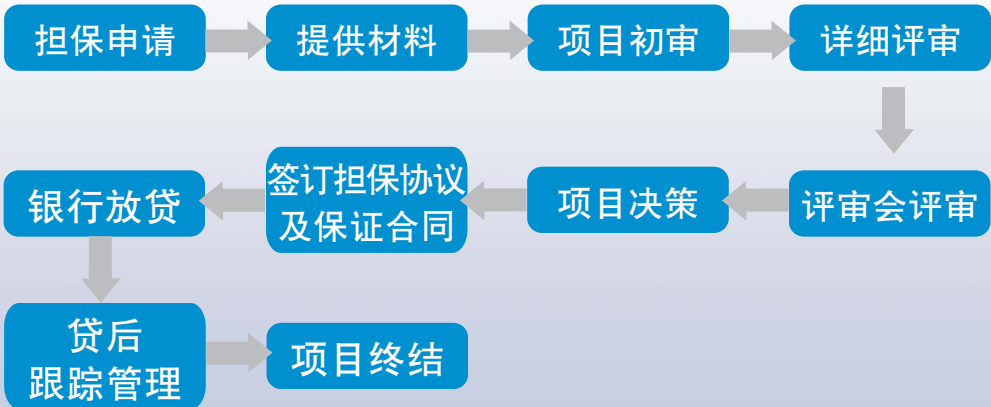 担保申请
提供材料
项目初审
详细评审
评审会评审
项目决策
签订担保协议
及保证合同
银行放贷
贷后
跟踪管理
项目终结